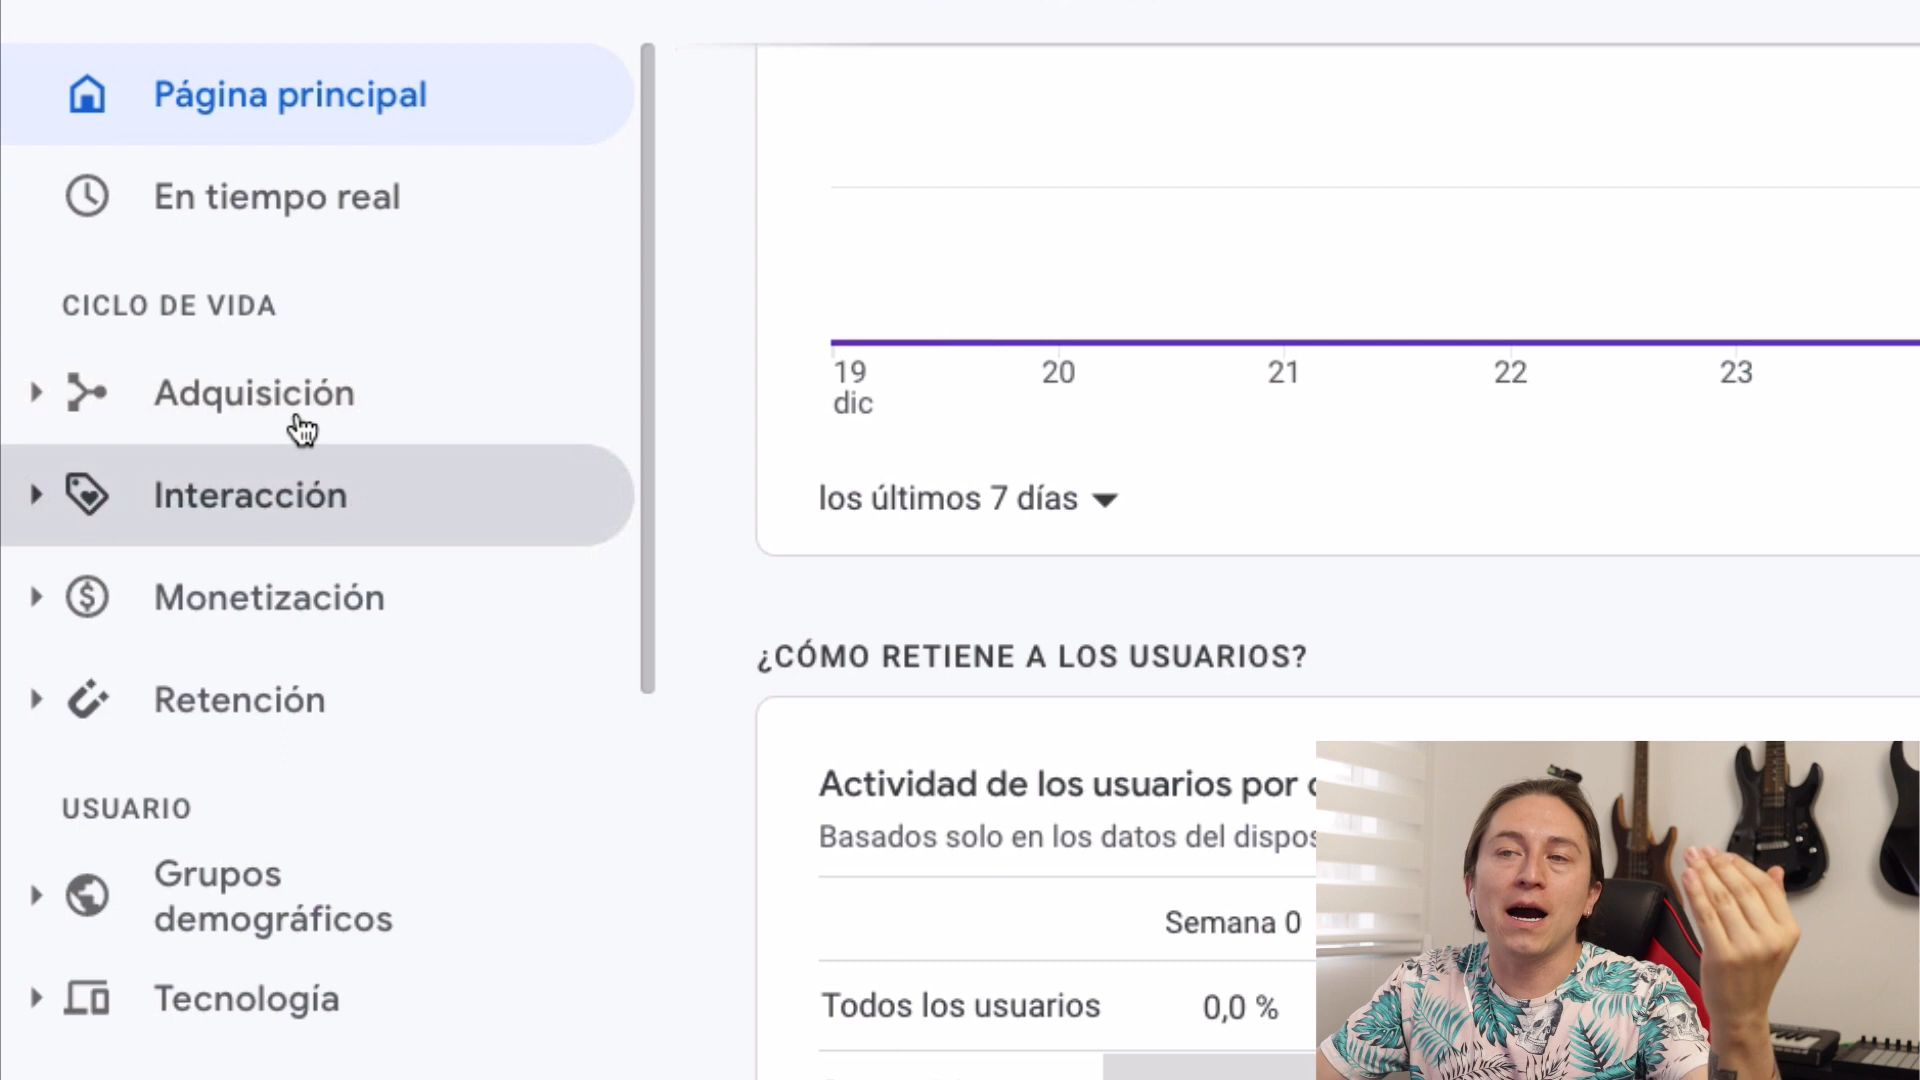 Página principal
En tiempo real
CICLO DE VIDA
Adquisición
Interacción
Monetización
Retención
USUARIO
Grupos
demográficos
Tecnología
19 20 21 22 23
dic
los últimos 7 días
¿CÓMO RETIENE A LOS USUARIOS?
Actividad de los usuarios por
Basados solo en los datos del dispos
Semana 0
Todos los usuarios 0,0 %